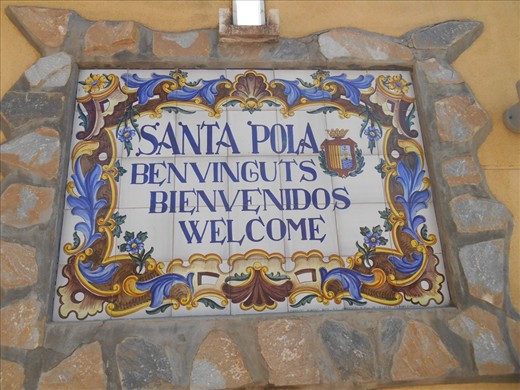 SANTA POLA
BENVINGUTS
BIENVENIDOS
WELCOME